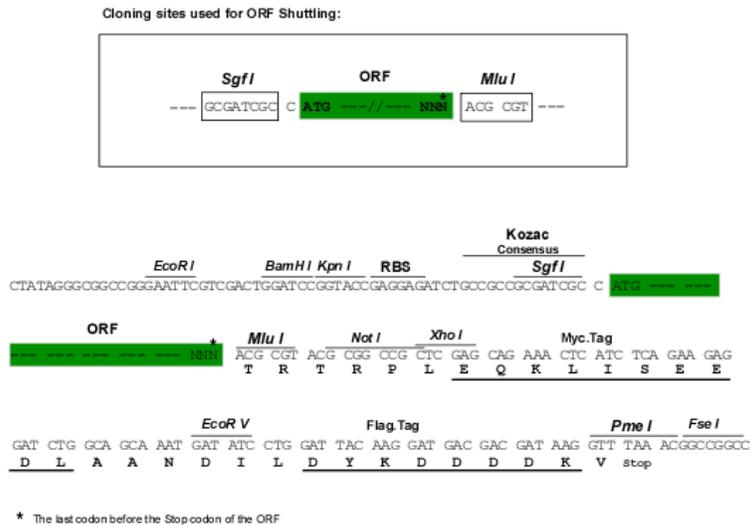 Cloning sites used for ORF Shuttling:
Sgf I ORF Mlu I
--- GCGATCGC C ATG ---//--- NNN* ACG CGT ---
Kozac
Consensus
EcoR I BamH I Kpn I RBS Sgf I
CTATAGGGCGGCCGGGAATTCGTCGACTGGATCCGGTACCGAGGAGATCTGCCGCCGCGATCGC C ATG --- ---
ORF Mlu I Not I Xho I Myc.Tag
--- --- --- --- --- NNN* ACG CGT ACG CGG CCG CTC GAG CAG AAA CTC ATC TCA GAA GAG
T R T R P L E Q K L I S E E
EcoR V Flag.Tag Pme I Fse I
GAT CTG GCA GCA AAT GAT ATC CTG GAT TAC AAG GAT GAC GAC GAT AAG GTT TAA ACGGCCGGCC
D L A A N D I L D Y K D D D D K V Stop
* The last codon before the Stop codon of the ORF